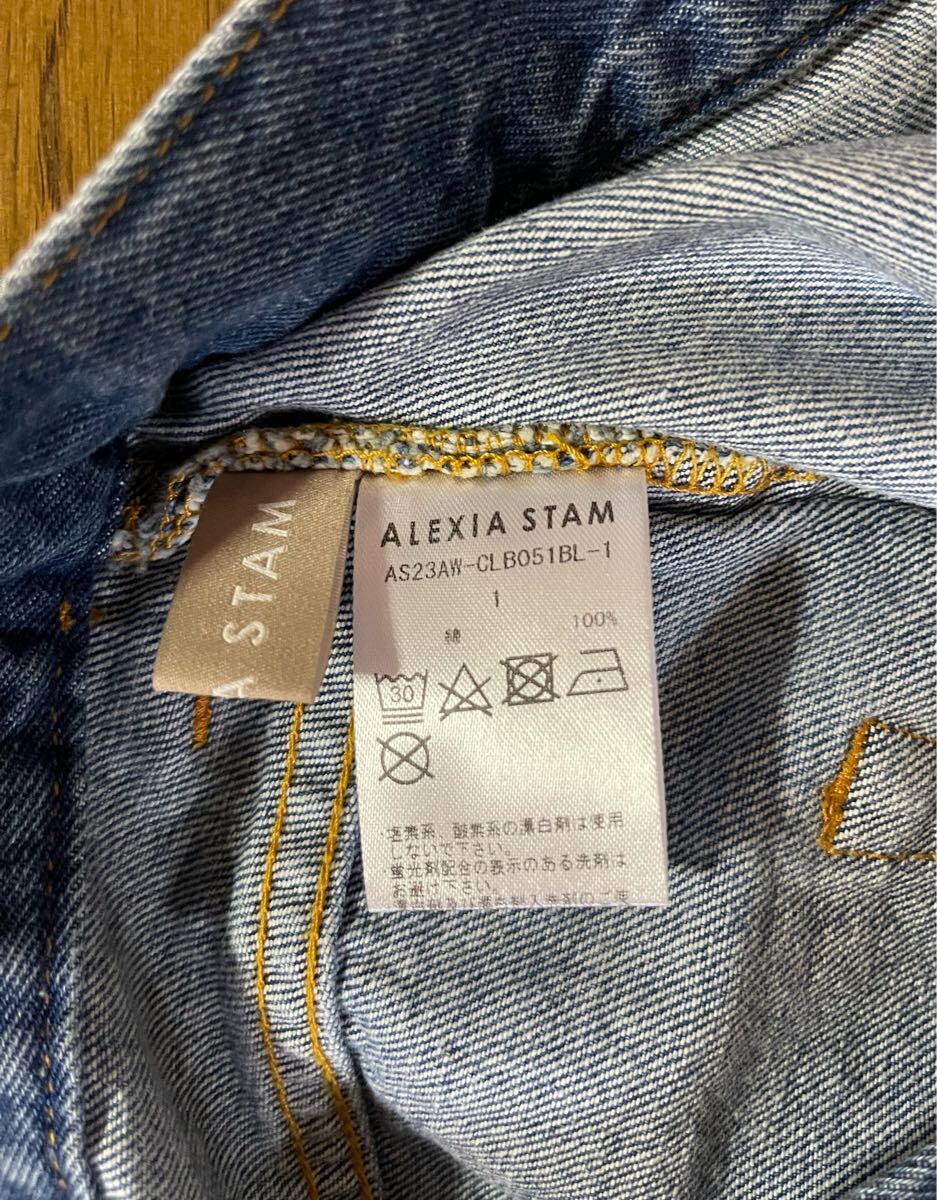 A STAM
ALEXIA STAM
AS23AW-CLB051BL-1
1
綿 100%
30
塩素系、酸素系の漂白剤は使用
しないで下さい。
蛍光剤配合の表示のある洗剤は
お避け下さい。